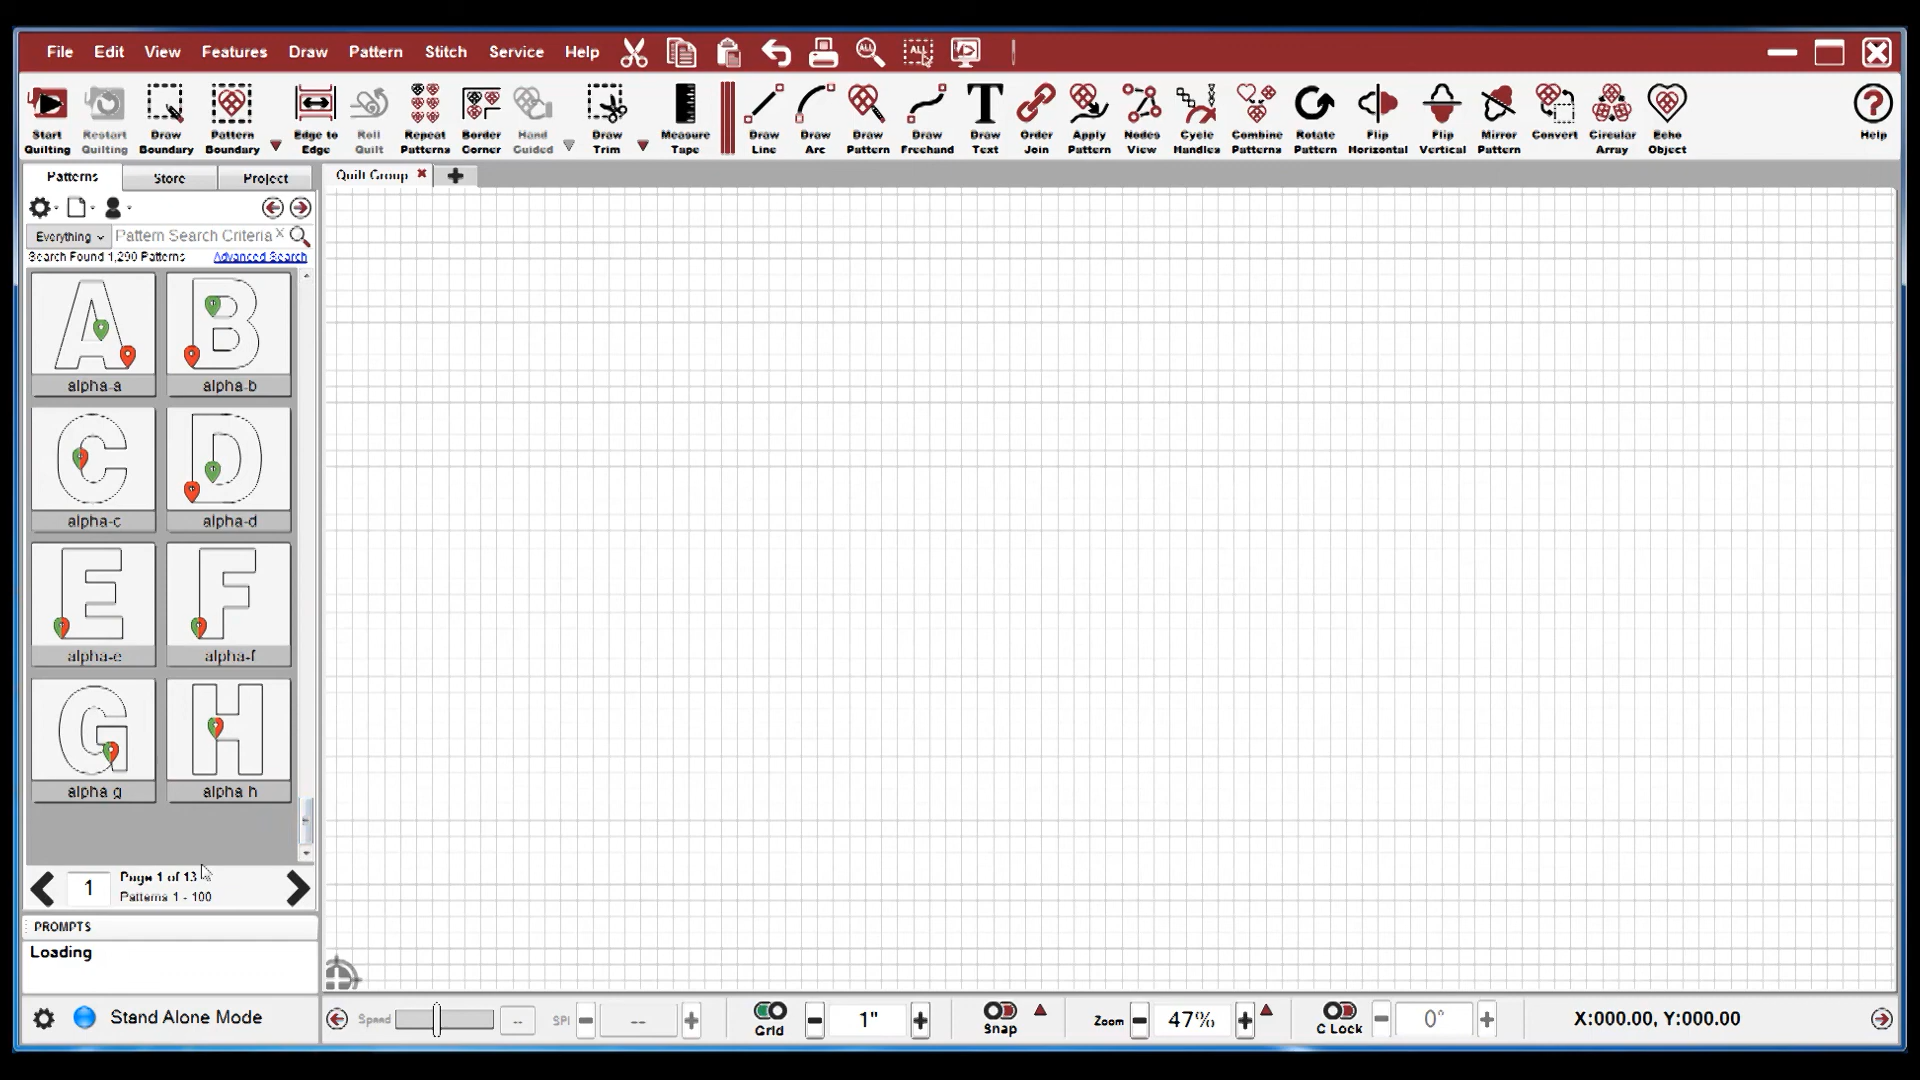 File Edit View Features Draw Pattern Stitch Service Help
Start Quilting
Restart Quilting
Draw Boundary
Pattern Boundary
Edge to Edge
Roll Quilt
Repeat Patterns
Border Corner
Hand Guided
Draw Trim
Measure Tape
Draw Line
Draw Arc
Draw Pattern
Draw Freehand
Draw Text
Order Join
Apply Pattern
Nodes View
Cycle Handles
Combine Patterns
Rotate Pattern
Flip Horizontal
Flip Vertical
Mirror Pattern
Convert
Circular Array
Echo Object
Help
Patterns Store Project
Quilt Group
Everything Pattern Search Criteria X
Search Found 1,290 Patterns Advanced Search
alpha-a alpha-b
alpha-c alpha-d
alpha-e alpha-f
alpha g alpha h
1 Page 1 of 13
Patterns 1 - 100
PROMPTS
Loading
Stand Alone Mode
Speed -- SPI -- Grid 1" Snap Zoom 47% C Lock 0° X:000.00, Y:000.00